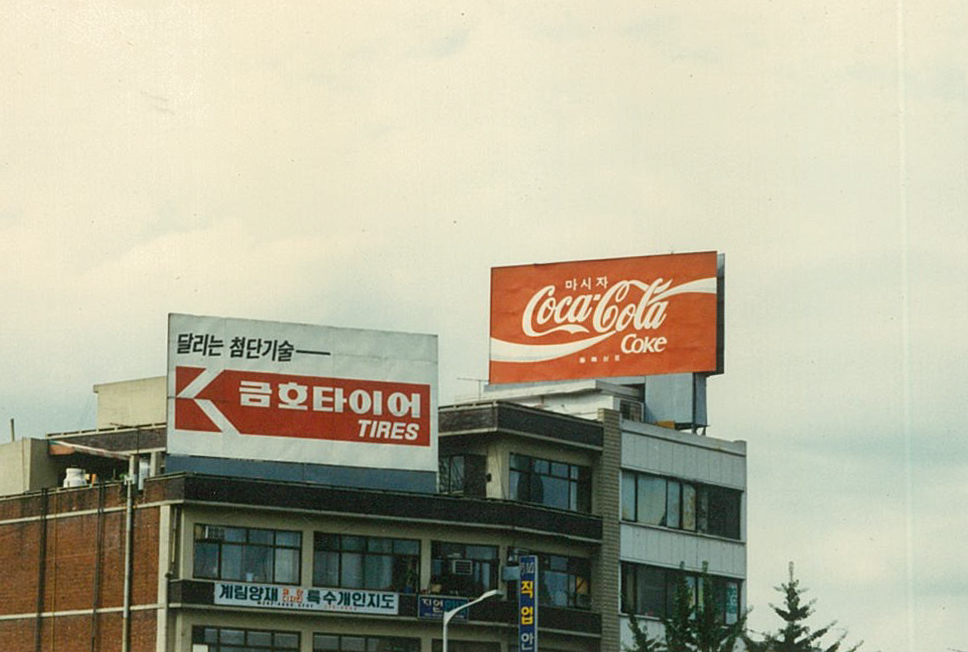 달리는 첨단기술
금호타이어
TIRES
마시자
Coca-Cola
Coke
계림양재 특수개인지도
직업안